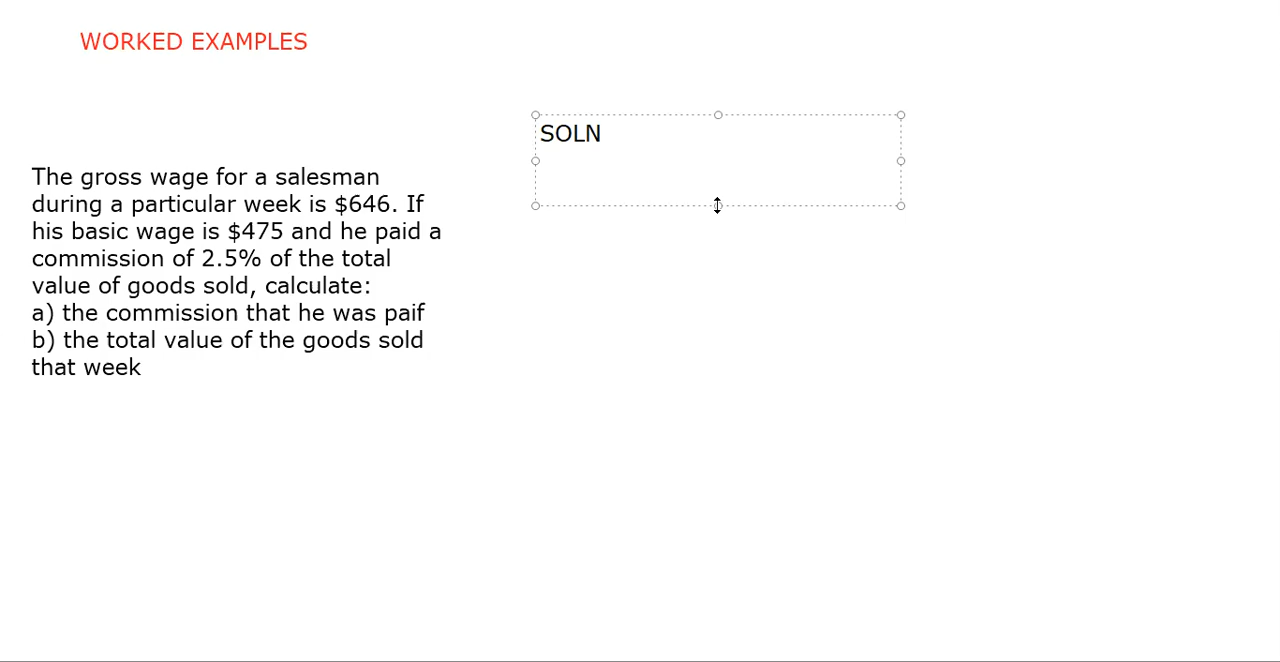 WORKED EXAMPLES
SOLN
The gross wage for a salesman
during a particular week is $646. If
his basic wage is $475 and he paid a
commission of 2.5% of the total
value of goods sold, calculate:
a) the commission that he was paif
b) the total value of the goods sold
that week